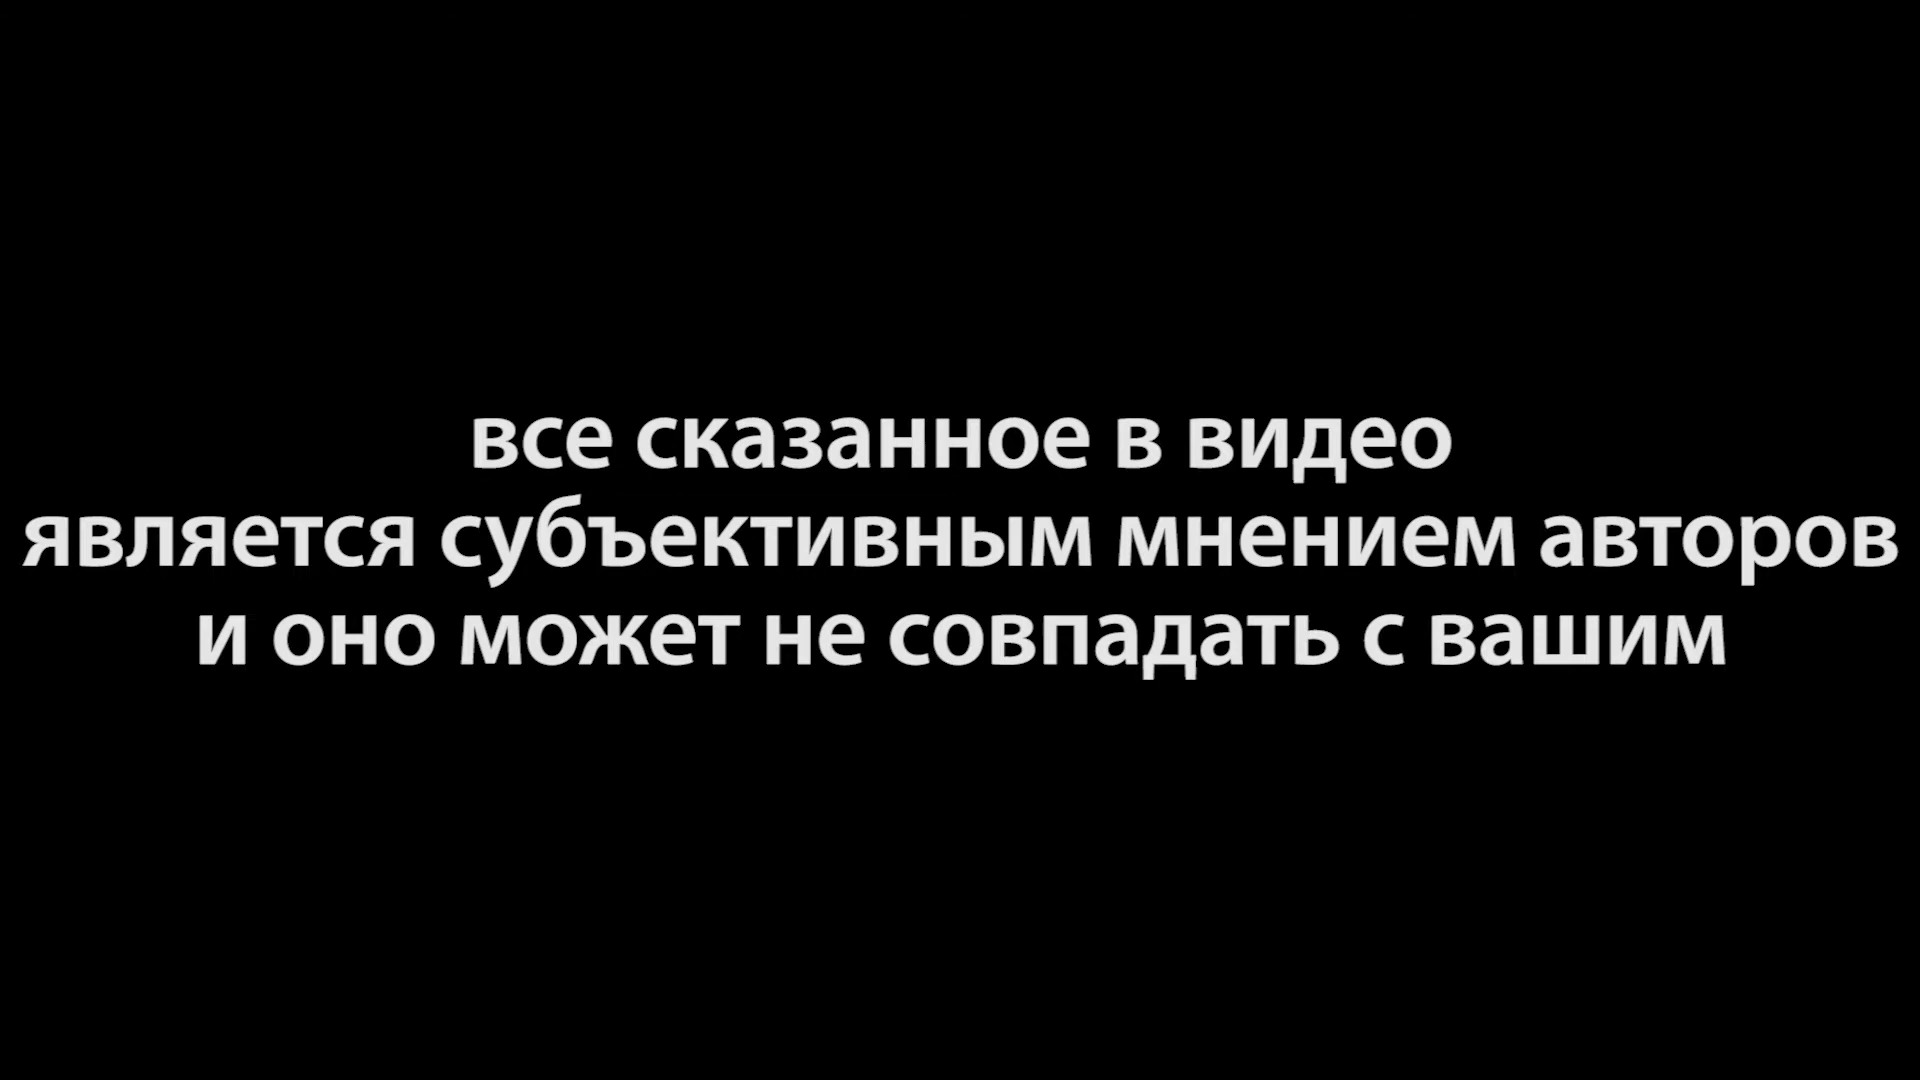 все сказанное в видео
является субъективным мнением авторов
и оно может не совпадать с вашим